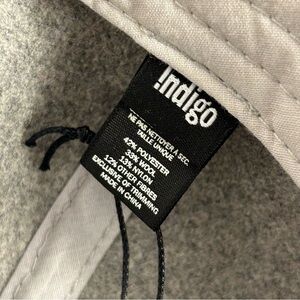 Indigo
NE PAS NETTOYER À SEC.
TAILLE UNIQUE
42% POLYESTER
33% WOOL
13% NYLON
12% OTHER FIBRES
EXCLUSIVE OF TRIMMING
MADE IN CHINA